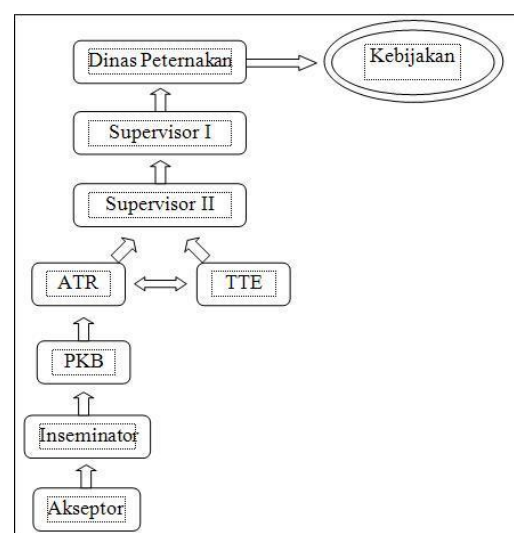 Dinas Peternakan
Kebijakan
Supervisor I
Supervisor II
ATR
TTE
PKB
Inseminator
Akseptor